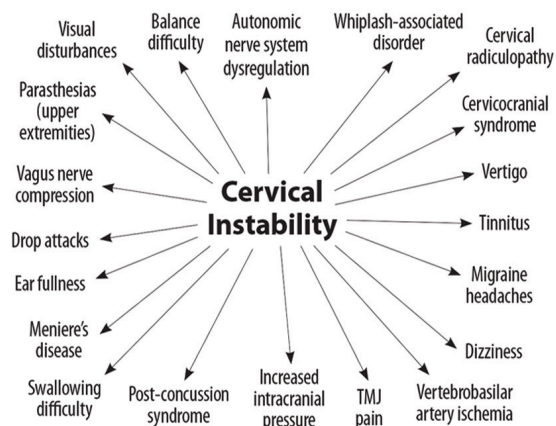 Visual
disturbances
Balance
difficulty
Autonomic
nerve system
dysregulation
Whiplash-associated
disorder
Cervical
radiculopathy
Parasthesias
(upper
extremities)
Cervicocranial
syndrome
Vagus nerve
compression
Cervical
Instability
Vertigo
Drop attacks
Tinnitus
Ear fullness
Migraine
headaches
Meniere's
disease
Dizziness
Swallowing
difficulty
Post-concussion
syndrome
Increased
intracranial
pressure
TMJ
pain
Vertebrobasilar
artery ischemia